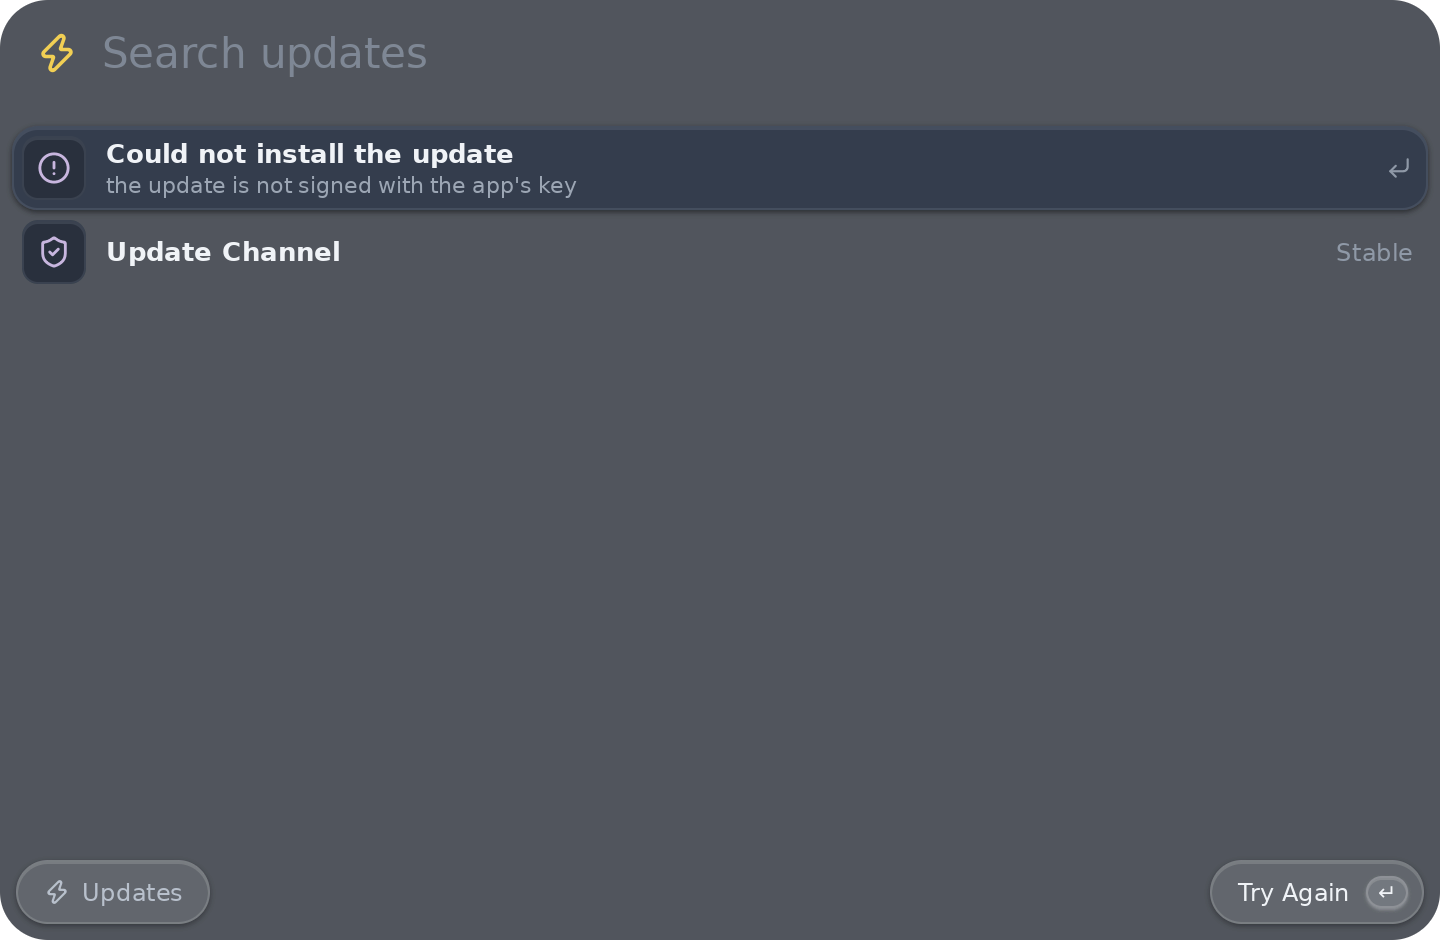 Search updates
Could not install the update
the update is not signed with the app's key
Update Channel
Stable
Updates
Try Again